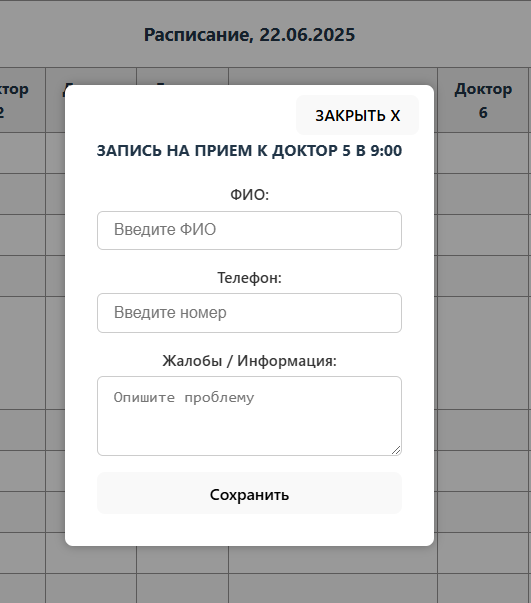 Расписание, 22.06.2025
Доктор
6
2
ЗАКРЫТЬ X
ЗАПИСЬ НА ПРИЕМ К ДОКТОР 5 В 9:00
ФИО:
Введите ФИО
Телефон:
Введите номер
Жалобы / Информация:
Опишите проблему
Сохранить